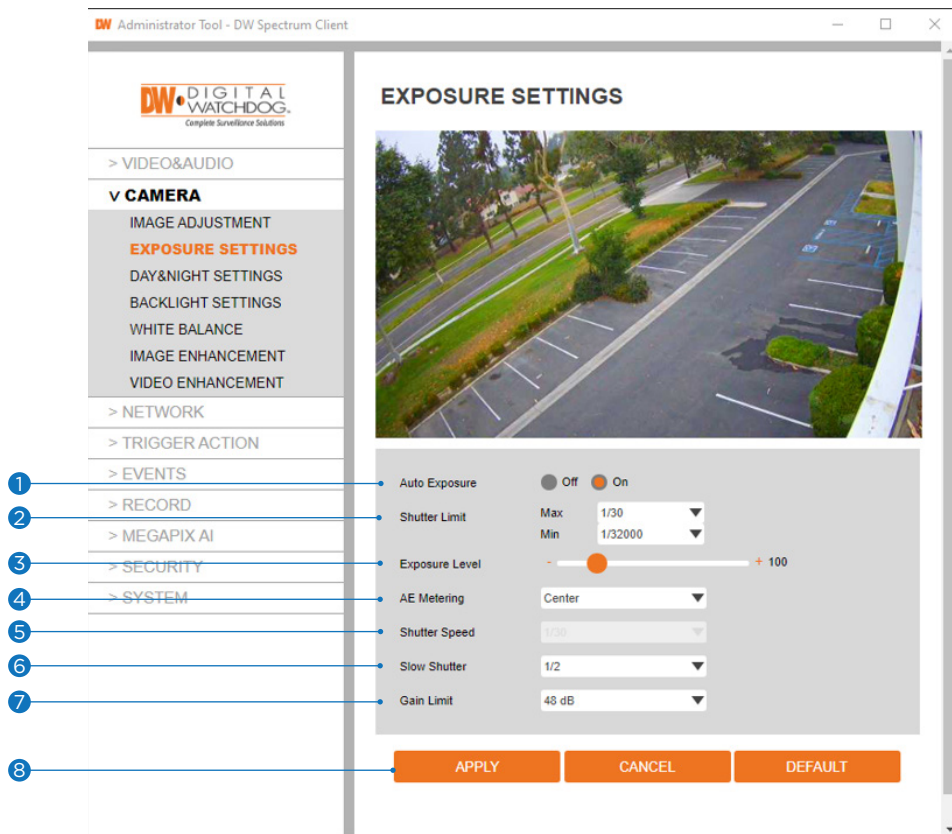 DW Administrator Tool - DW Spectrum Client
DW DIGITAL
WATCHDOG®
Complete Surveillance Solutions
> VIDEO&AUDIO
v CAMERA
IMAGE ADJUSTMENT
EXPOSURE SETTINGS
DAY&NIGHT SETTINGS
BACKLIGHT SETTINGS
WHITE BALANCE
IMAGE ENHANCEMENT
VIDEO ENHANCEMENT
> NETWORK
> TRIGGER ACTION
> EVENTS
> RECORD
> MEGAPIX AI
> SECURITY
> SYSTEM
EXPOSURE SETTINGS
1 Auto Exposure Off On
2 Shutter Limit Max 1/30
Min 1/32000
3 Exposure Level - + 100
4 AE Metering Center
5 Shutter Speed 1/30
6 Slow Shutter 1/2
7 Gain Limit 48 dB
8 APPLY CANCEL DEFAULT